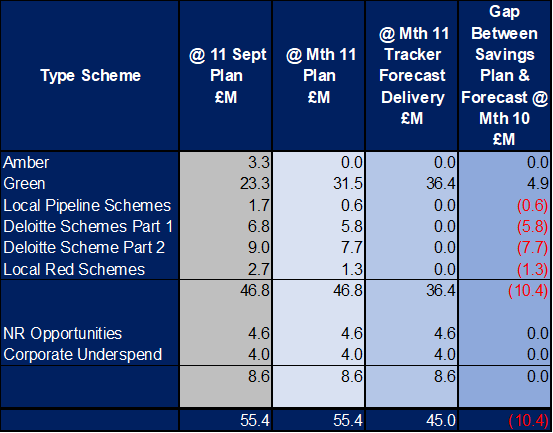 Type Scheme @ 11 Sept Plan £M @ Mth 11 Plan £M @ Mth 11 Tracker Forecast Delivery £M Gap Between Savings Plan & Forecast @ Mth 10 £M
Amber 3.3 0.0 0.0 0.0
Green 23.3 31.5 36.4 4.9
Local Pipeline Schemes 1.7 0.6 0.0 (0.6)
Deloitte Schemes Part 1 6.8 5.8 0.0 (5.8)
Deloitte Scheme Part 2 9.0 7.7 0.0 (7.7)
Local Red Schemes 2.7 1.3 0.0 (1.3)
46.8 46.8 36.4 (10.4)
NR Opportunities 4.6 4.6 4.6 0.0
Corporate Underspend 4.0 4.0 4.0 0.0
8.6 8.6 8.6 0.0
55.4 55.4 45.0 (10.4)